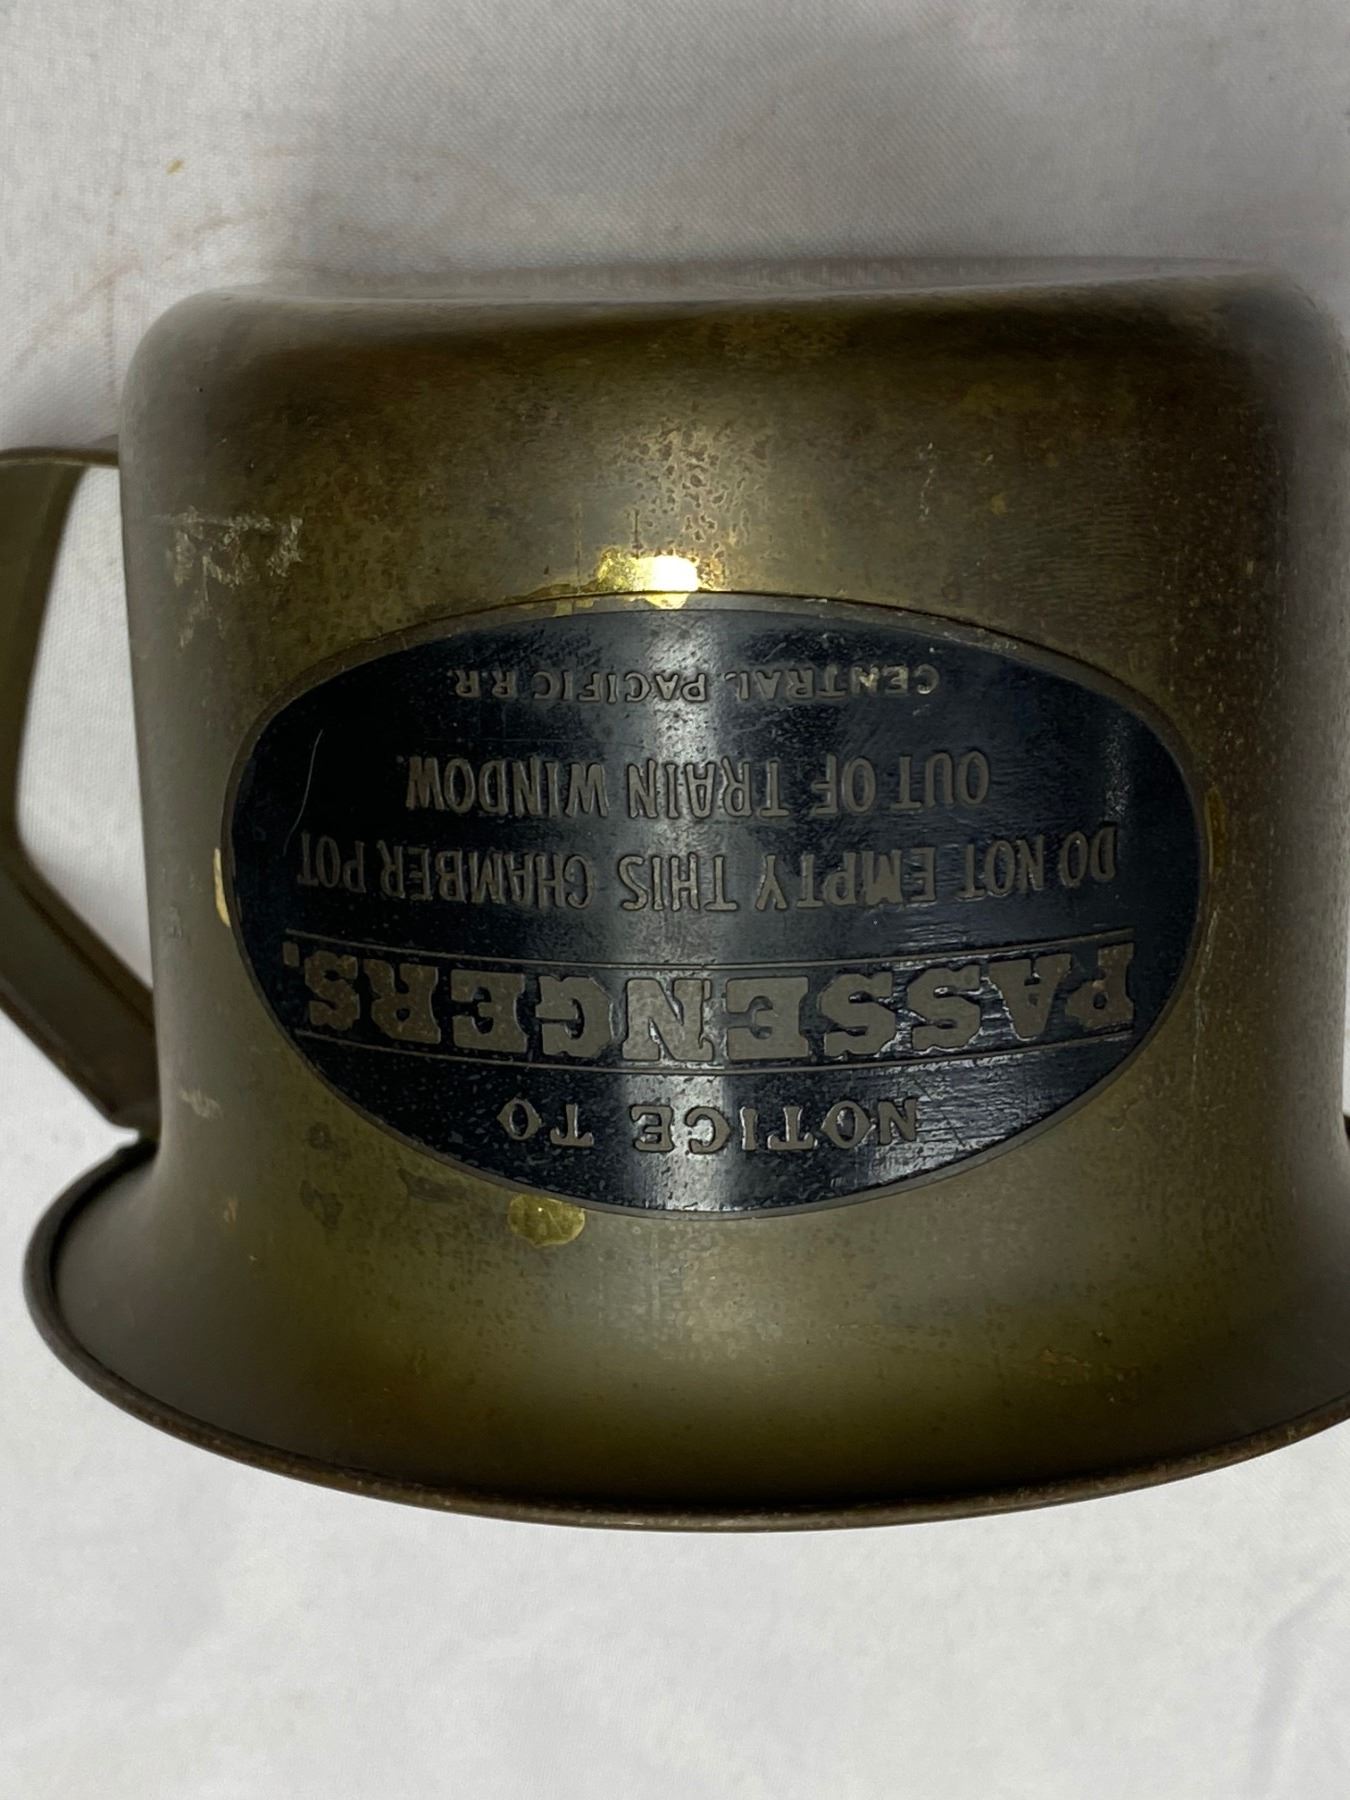 NOTICE TO
PASSENGERS.
DO NOT EMPTY THIS CHAMBER POT
OUT OF TRAIN WINDOW.
CENTRAL PACIFIC R.R.